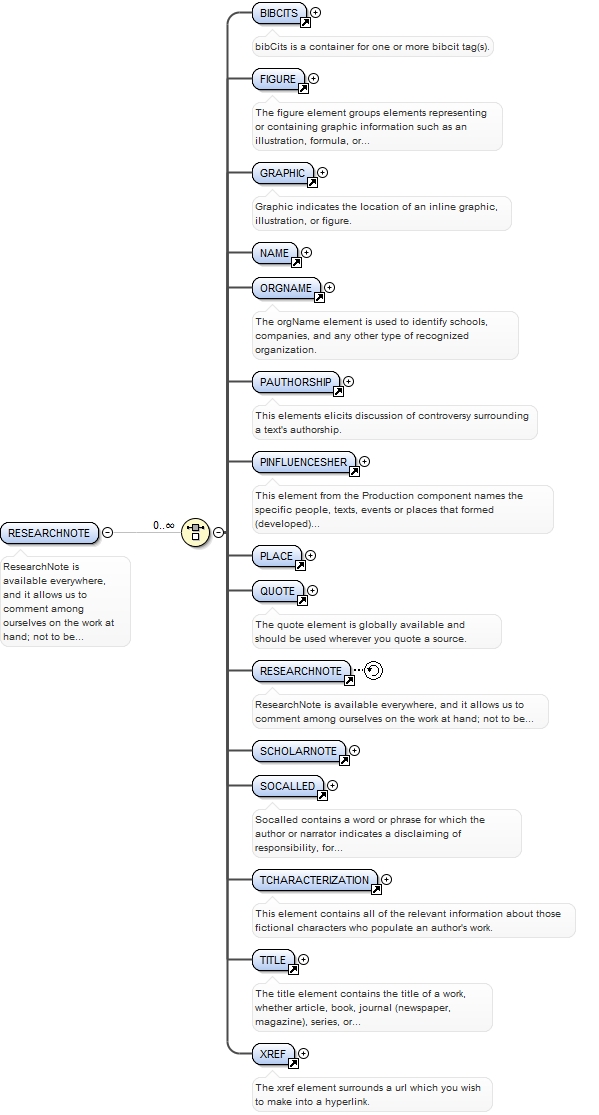 BIBCITS
bibCits is a container for one or more bibcit tag(s).
FIGURE
The figure element groups elements representing
or containing graphic information such as an
illustration, formula, or...
GRAPHIC
Graphic indicates the location of an inline graphic,
illustration, or figure.
NAME
ORGNAME
The orgName element is used to identify schools,
companies, and any other type of recognized
organization.
PAUTHORSHIP
This elements elicits discussion of controversy surrounding
a text's authorship.
PINFLUENCESHER
This element from the Production component names the
specific people, texts, events or places that formed
(developed)...
RESEARCHNOTE
0..∞
ResearchNote is
available everywhere,
and it allows us to
comment among
ourselves on the work at
hand; not to be...
PLACE
QUOTE
The quote element is globally available and
should be used wherever you quote a source.
RESEARCHNOTE
ResearchNote is available everywhere, and it allows us to
comment among ourselves on the work at hand; not to be...
SCHOLARNOTE
SOCALLED
Socalled contains a word or phrase for which the
author or narrator indicates a disclaiming of
responsibility, for...
TCHARACTERIZATION
This element contains all of the relevant information about those
fictional characters who populate an author's work.
TITLE
The title element contains the title of a work,
whether article, book, journal (newspaper,
magazine), series, or...
XREF
The xref element surrounds a url which you wish
to make into a hyperlink.